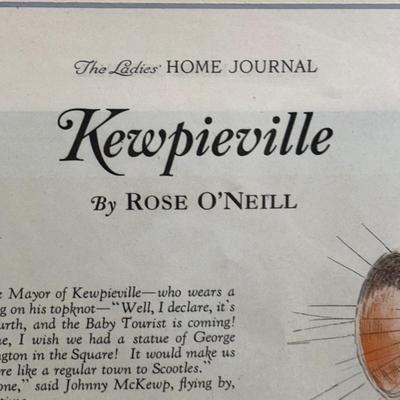 The Ladies' HOME JOURNAL
Kewpieville
By ROSE O'NEILL
e Mayor of Kewpieville—who wears a
g on his topknot—"Well, I declare, it's
urth, and the Baby Tourist is coming!
ne, I wish we had a statue of George
ngton in the Square! It would make us
re like a regular town to Scootles."
one," said Johnny McKewp, flying by,